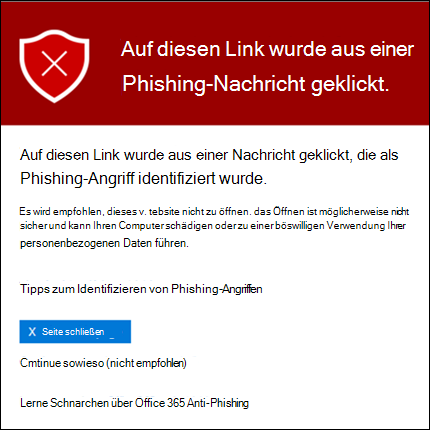 Auf diesen Link wurde aus einer
Phishing-Nachricht geklickt.
Auf diesen Link wurde aus einer Nachricht geklickt, die als
Phishing-Angriff identifiziert wurde.
Es wird empfohlen, dieses v. tebsite nicht zu öffnen. das Öffnen ist möglicherweise nicht
sicher und kann Ihren Computer schädigen oder zu einer böswilligen Verwendung Ihrer
personenbezogenen Daten führen.
Tipps zum Identifizieren von Phishing-Angriffen
X Seite schließen
Cmtinue sowieso (nicht empfohlen)
Lerne Schnarchen über Office 365 Anti-Phishing